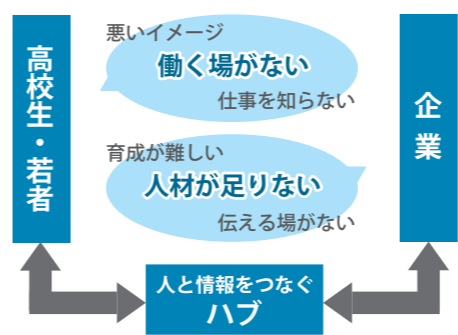 高校生・若者
悪いイメージ
働く場がない
仕事を知らない
育成が難しい
人材が足りない
伝える場がない
企業
人と情報をつなぐ
ハブ